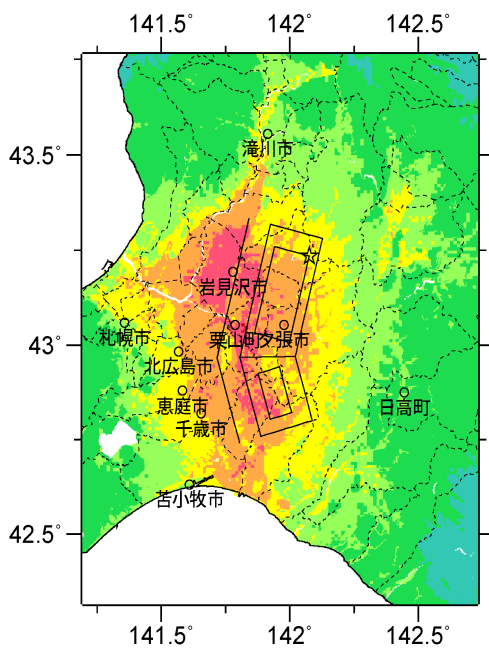 141.5° 142° 142.5°
滝川市
43.5°
岩見沢市
札幌市 栗山町 夕張市
43°
北広島市
恵庭市 日高町
千歳市
苫小牧市
42.5°
141.5° 142° 142.5°